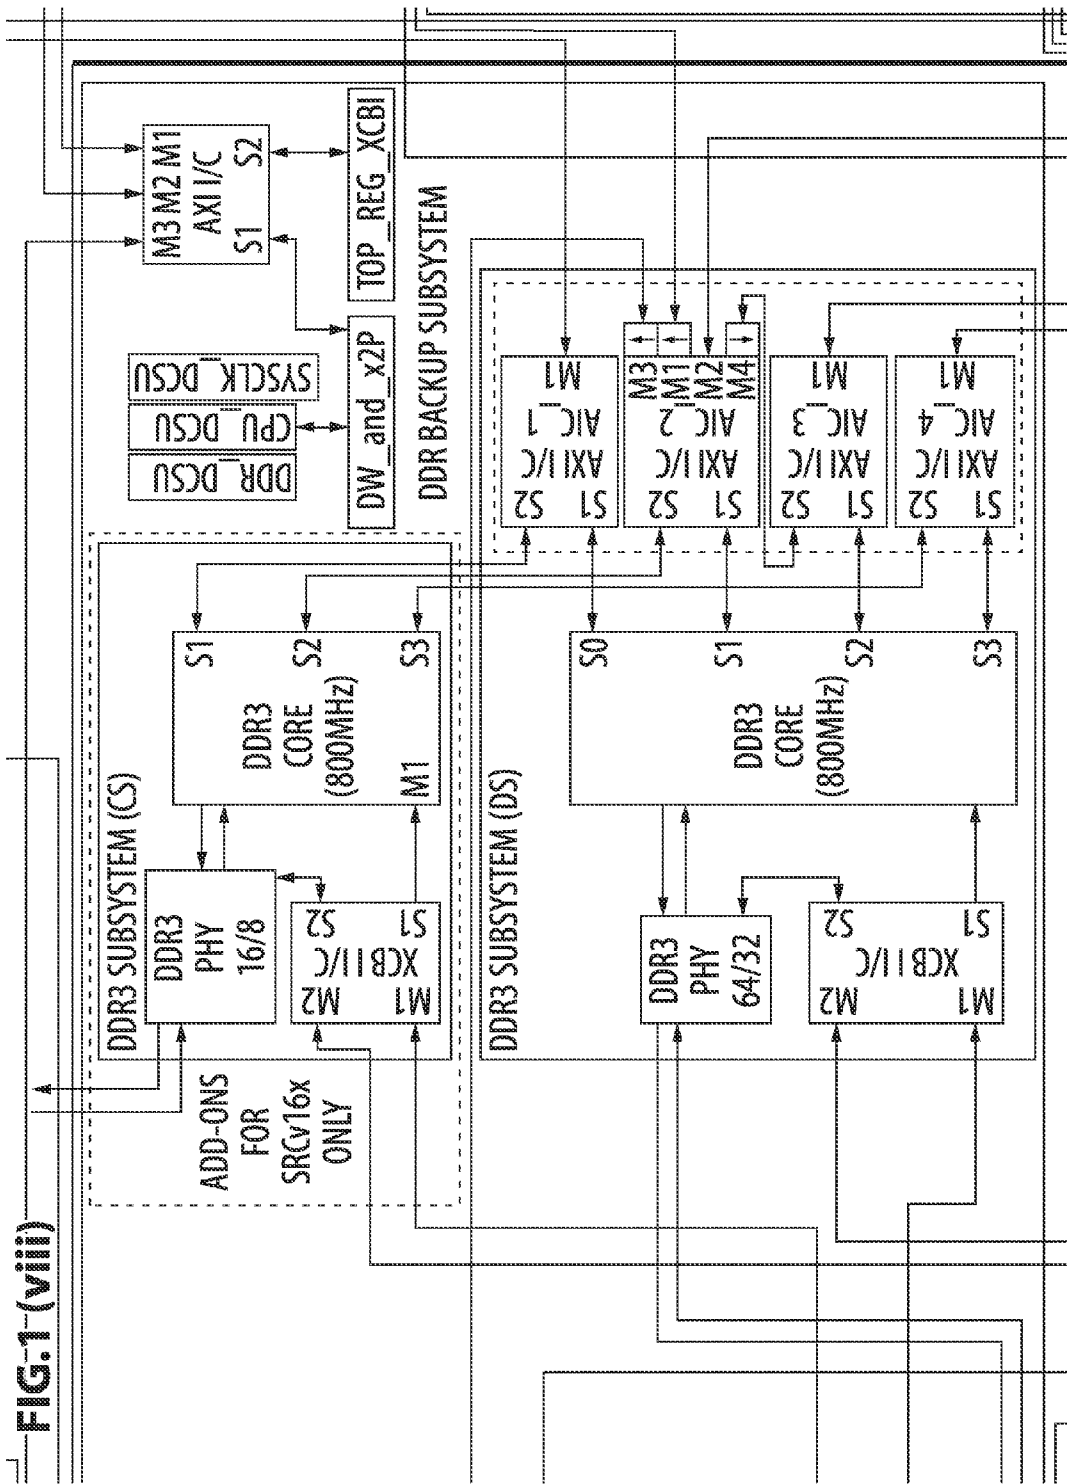 FIG.1 (viii)
M3 M2 M1
AXI I/C
S1
S2
TOP_REG_XCBI
SYSCLK_DCSU
CPU_DCSU
DDR_DCSU
DW_and_x2P
DDR BACKUP SUBSYSTEM
DDR3 SUBSYSTEM (CS)
S1
S2
S3
DDR3
CORE
(800MHz)
M1
DDR3
PHY
16/8
S2
S1
XCB I I/C
M2
M1
ADD-ONS
FOR
SRCv16x
ONLY
DDR3 SUBSYSTEM (DS)
M1
AIC_1
AXI I/C
S2
S1
M3
M1
M2
M4
AIC_2
AXI I/C
S2
S1
M1
AIC_3
AXI I/C
S2
S1
M1
AIC_4
AXI I/C
S2
S1
S0
S1
S2
S3
DDR3
CORE
(800MHz)
DDR3
PHY
64/32
S2
S1
XCB I I/C
M2
M1